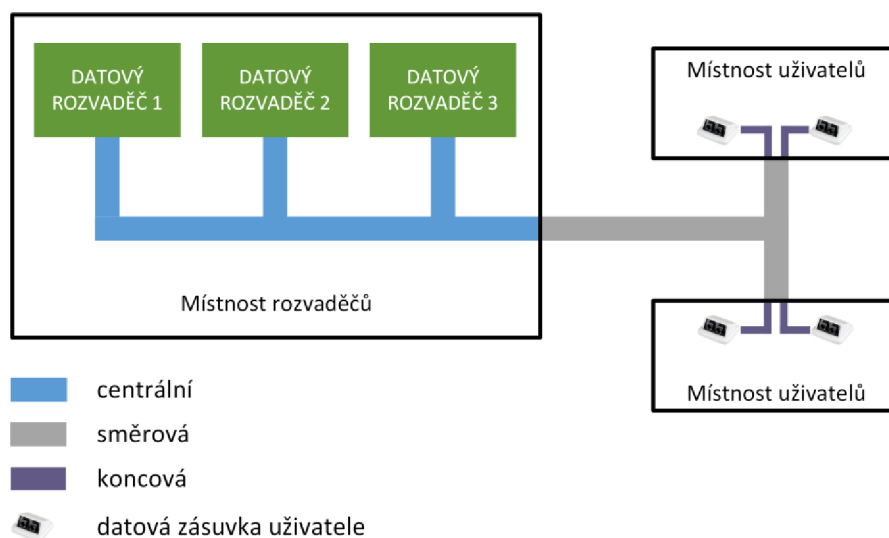 DATOVÝ
ROZVADĚČ 1
DATOVÝ
ROZVADĚČ 2
DATOVÝ
ROZVADĚČ 3
Místnost uživatelů
Místnost rozvaděčů
Místnost uživatelů
centrální
směrová
koncová
datová zásuvka uživatele